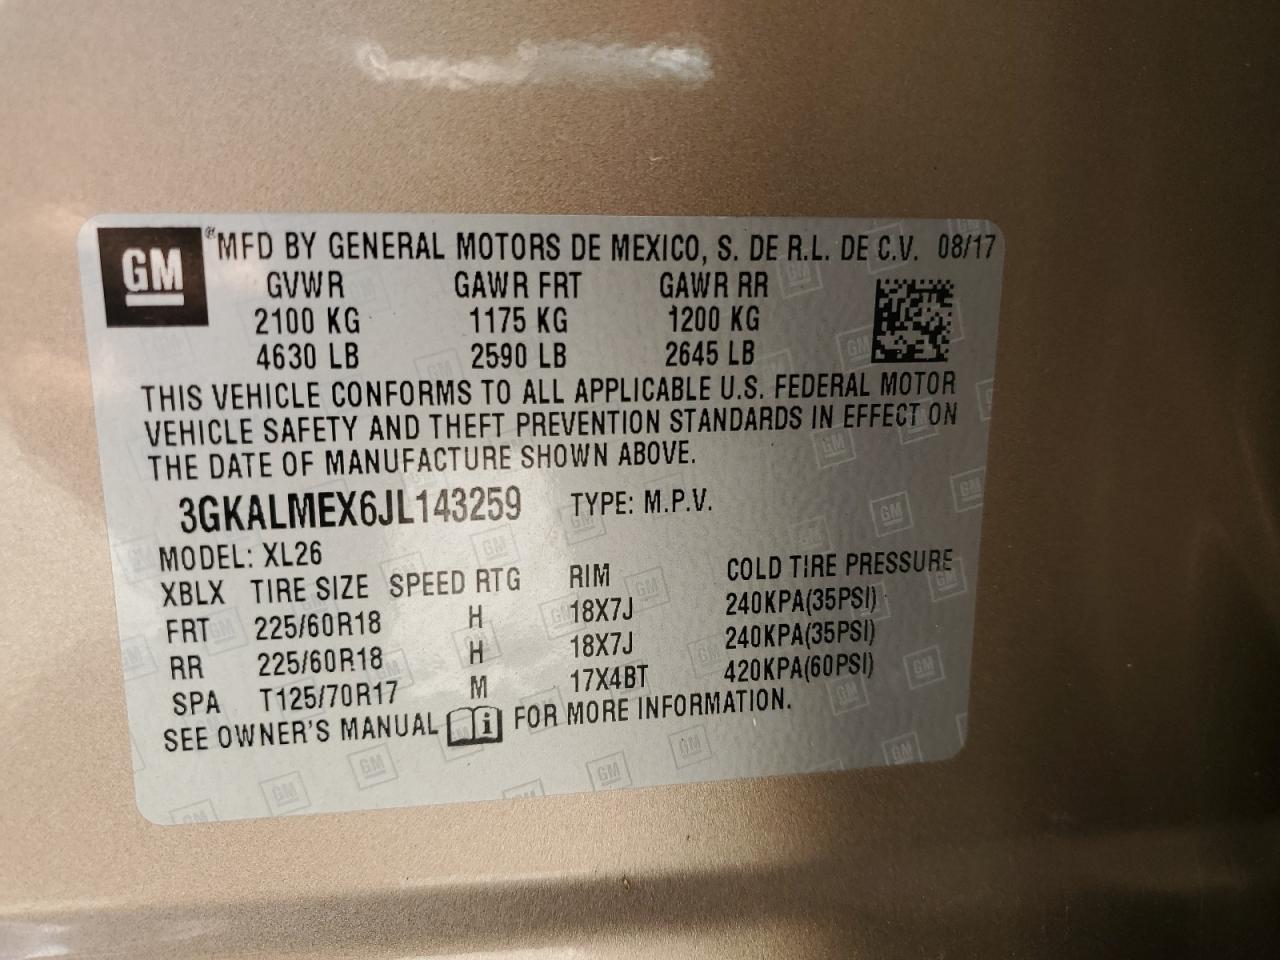 GM ® MFD BY GENERAL MOTORS DE MEXICO, S. DE R.L. DE C.V. 08/17
GVWR GAWR FRT GAWR RR
2100 KG 1175 KG 1200 KG
4630 LB 2590 LB 2645 LB
THIS VEHICLE CONFORMS TO ALL APPLICABLE U.S. FEDERAL MOTOR
VEHICLE SAFETY AND THEFT PREVENTION STANDARDS IN EFFECT ON
THE DATE OF MANUFACTURE SHOWN ABOVE.
3GKALMEX6JL143259 TYPE: M.P.V.
MODEL: XL26
XBLX TIRE SIZE SPEED RTG RIM COLD TIRE PRESSURE
FRT 225/60R18 H 18X7J 240KPA(35PSI)
RR 225/60R18 H 18X7J 240KPA(35PSI)
SPA T125/70R17 M 17X4BT 420KPA(60PSI)
SEE OWNER'S MANUAL i FOR MORE INFORMATION.